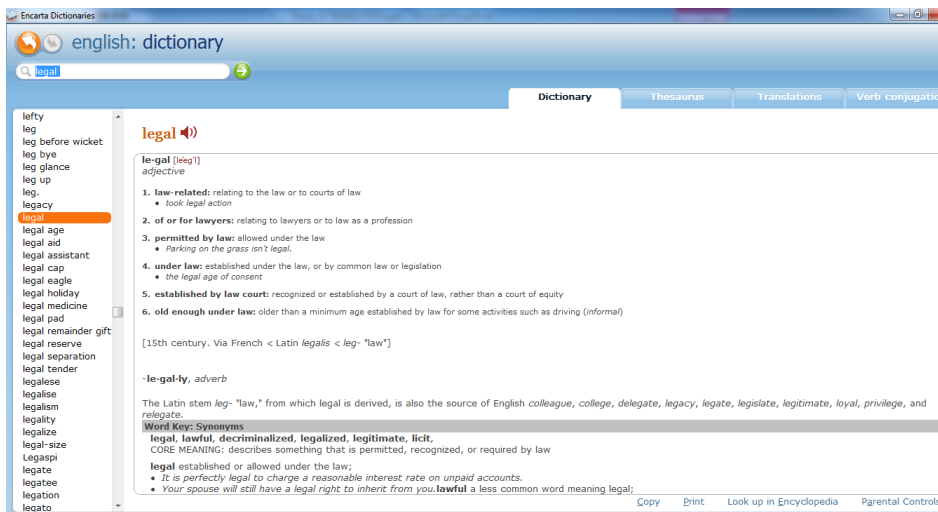 Encarta Dictionaries
english: dictionary
legal
Dictionary
Thesaurus
Translations
Verb conjugatio
lefty
leg
leg before wicket
leg bye
leg glance
leg up
leg.
legacy
legal
legal age
legal aid
legal assistant
legal cap
legal eagle
legal holiday
legal medicine
legal pad
legal remainder gift
legal reserve
legal separation
legal tender
legalese
legalise
legalism
legality
legalize
legal-size
Legaspi
legate
legatee
legation
legato
legal
le·gal [leeg'l]
adjective
1. law-related: relating to the law or to courts of law
• took legal action
2. of or for lawyers: relating to lawyers or to law as a profession
3. permitted by law: allowed under the law
• Parking on the grass isn't legal.
4. under law: established under the law, or by common law or legislation
• the legal age of consent
5. established by law court: recognized or established by a court of law, rather than a court of equity
6. old enough under law: older than a minimum age established by law for some activities such as driving (informal)
[15th century. Via French < Latin legalis < leg- "law"]
-le·gal·ly, adverb
The Latin stem leg- "law," from which legal is derived, is also the source of English colleague, college, delegate, legacy, legate, legislate, legitimate, loyal, privilege, and
relegate.
Word Key: Synonyms
legal, lawful, decriminalized, legalized, legitimate, licit,
CORE MEANING: describes something that is permitted, recognized, or required by law
legal established or allowed under the law;
• It is perfectly legal to charge a reasonable interest rate on unpaid accounts.
• Your spouse will still have a legal right to inherit from you.lawful a less common word meaning legal;
Copy
Print
Look up in Encyclopedia
Parental Controls